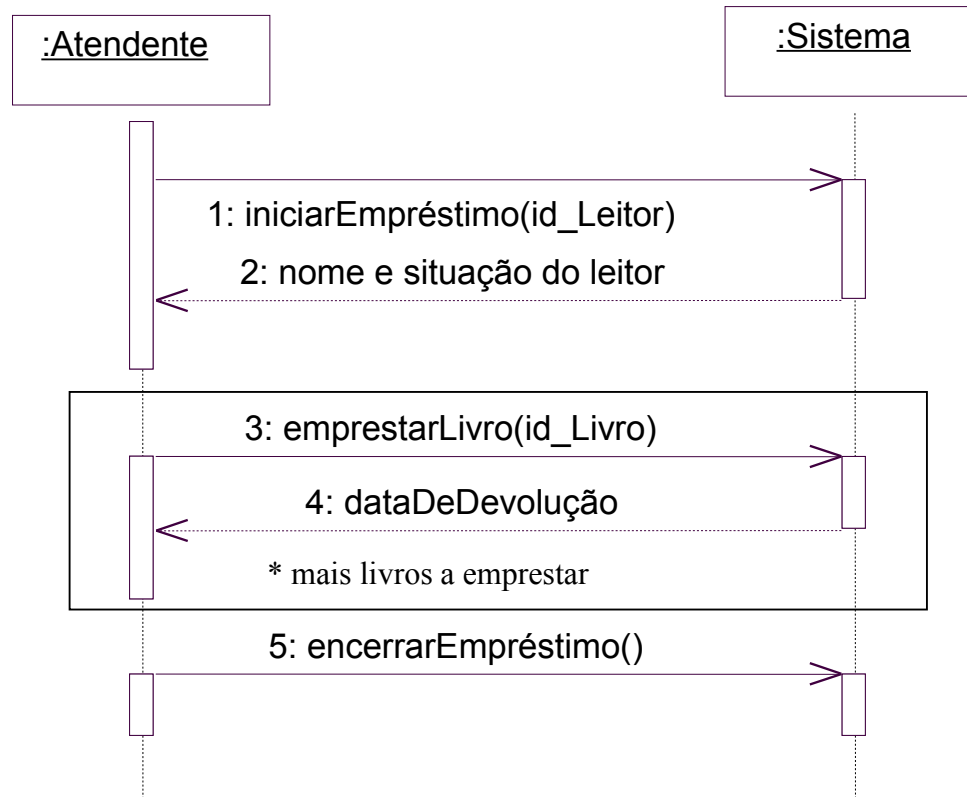 :Atendente
:Sistema
1: iniciarEmpréstimo(id_Leitor)
2: nome e situação do leitor
3: emprestarLivro(id_Livro)
4: dataDeDevolução
* mais livros a emprestar
5: encerrarEmpréstimo()